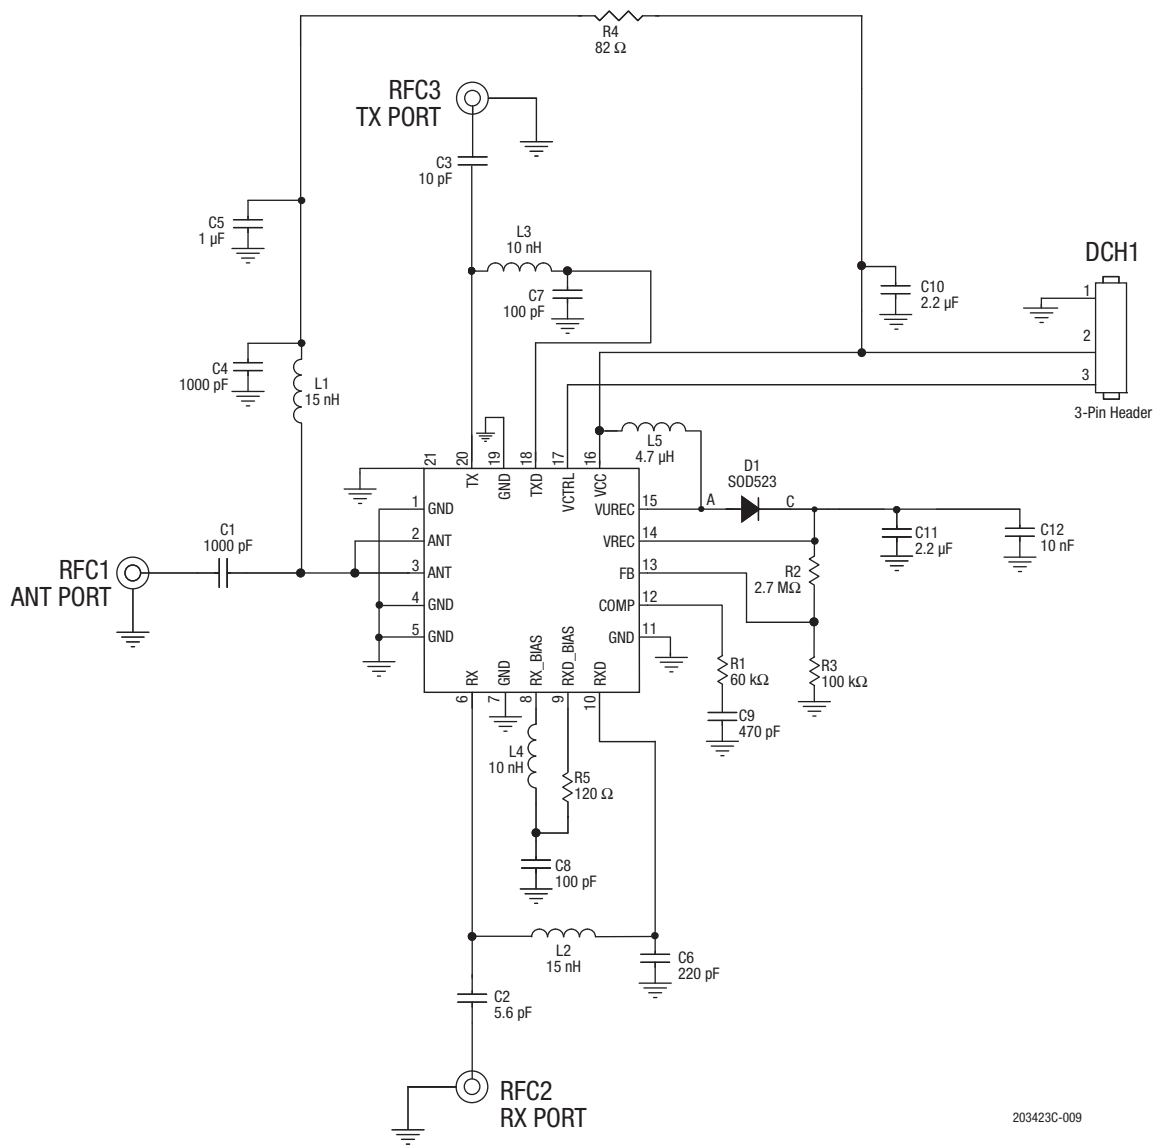 R4
82 Ω
RFC3
TX PORT
C3
10 pF
C5
1 µF
L3
10 nH
DCH1
C7
100 pF
C10
2.2 µF
1
2
3
3-Pin Header
C4
1000 pF
L1
15 nH
L5
4.7 µH
21
20
19
18
17
16
TX
GND
TXD
VCTRL
VCC
D1
SOD523
1
GND
VUREC
15
A
C
C1
1000 pF
2
ANT
VREC
14
C11
2.2 µF
C12
10 nF
RFC1
ANT PORT
3
ANT
FB
13
R2
2.7 MΩ
4
GND
COMP
12
5
GND
GND
11
RX
GND
RX_BIAS
RXD_BIAS
RXD
6
7
8
9
10
R1
60 kΩ
R3
100 kΩ
C9
470 pF
L4
10 nH
R5
120 Ω
C8
100 pF
L2
15 nH
C6
220 pF
C2
5.6 pF
RFC2
RX PORT
203423C-009